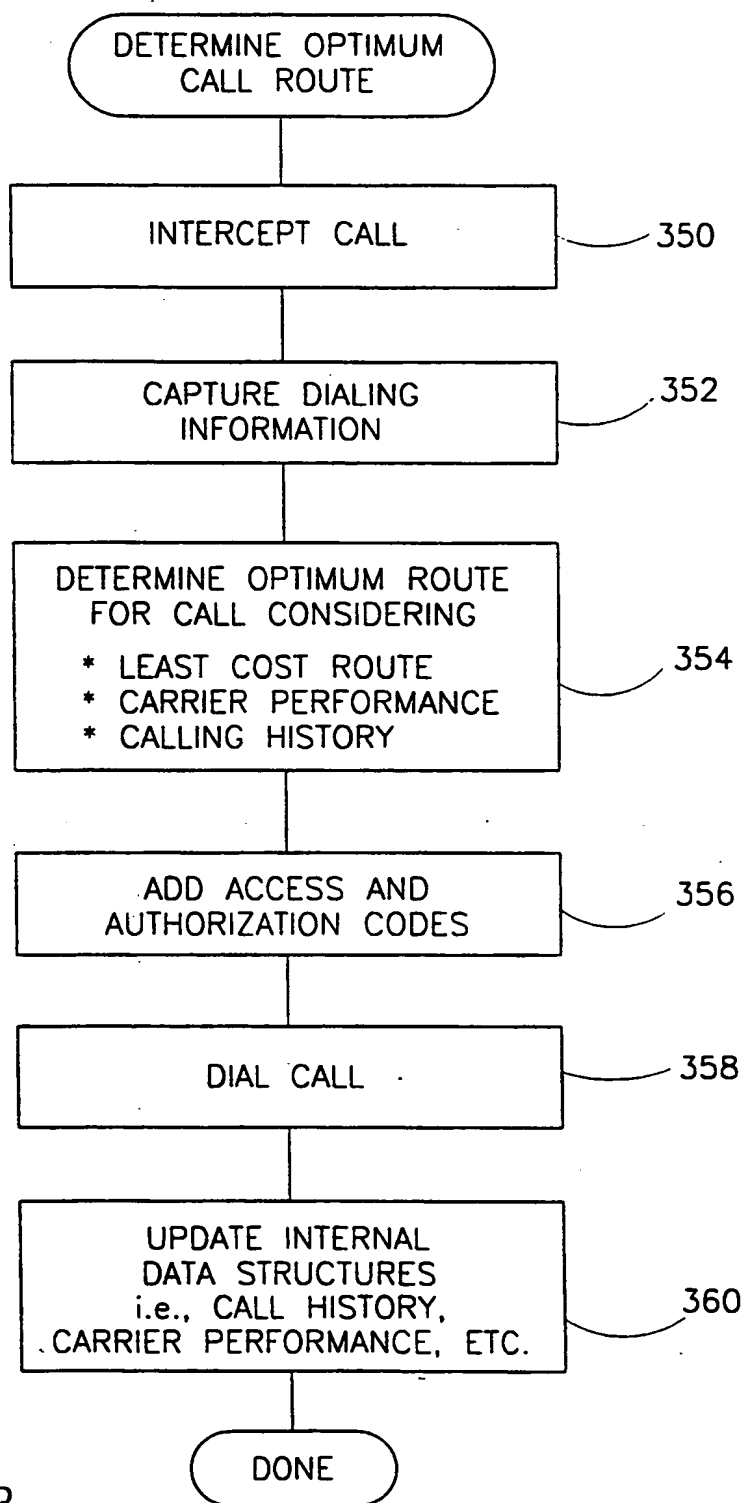 DETERMINE OPTIMUM
CALL ROUTE
INTERCEPT CALL
350
CAPTURE DIALING
INFORMATION
352
DETERMINE OPTIMUM ROUTE
FOR CALL CONSIDERING
* LEAST COST ROUTE
* CARRIER PERFORMANCE
* CALLING HISTORY
354
ADD ACCESS AND
AUTHORIZATION CODES
356
DIAL CALL
358
UPDATE INTERNAL
DATA STRUCTURES
i.e., CALL HISTORY,
CARRIER PERFORMANCE, ETC.
360
DONE